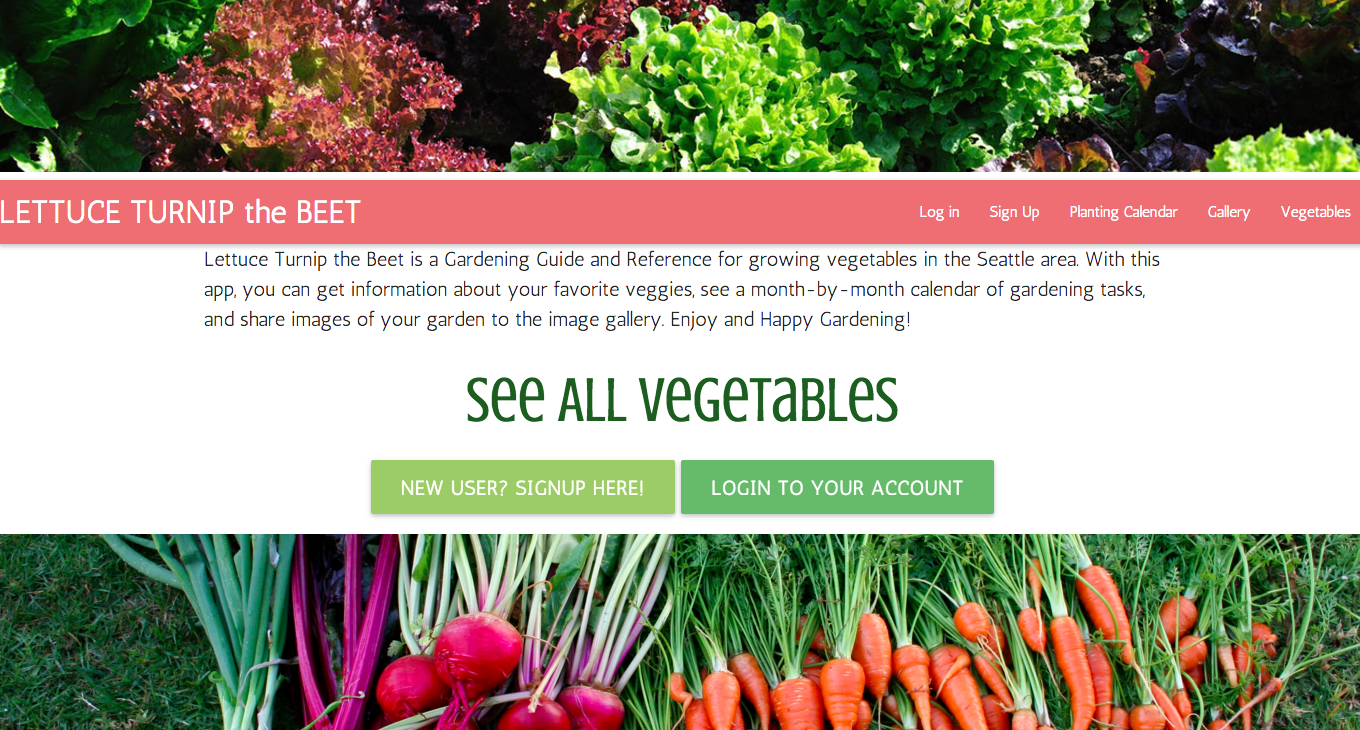 LETTUCE TURNIP the BEET
Log in
Sign Up
Planting Calendar
Gallery
Vegetables
Lettuce Turnip the Beet is a Gardening Guide and Reference for growing vegetables in the Seattle area. With this
app, you can get information about your favorite veggies, see a month-by-month calendar of gardening tasks,
and share images of your garden to the image gallery. Enjoy and Happy Gardening!
See All Vegetables
NEW USER? SIGNUP HERE!
LOGIN TO YOUR ACCOUNT